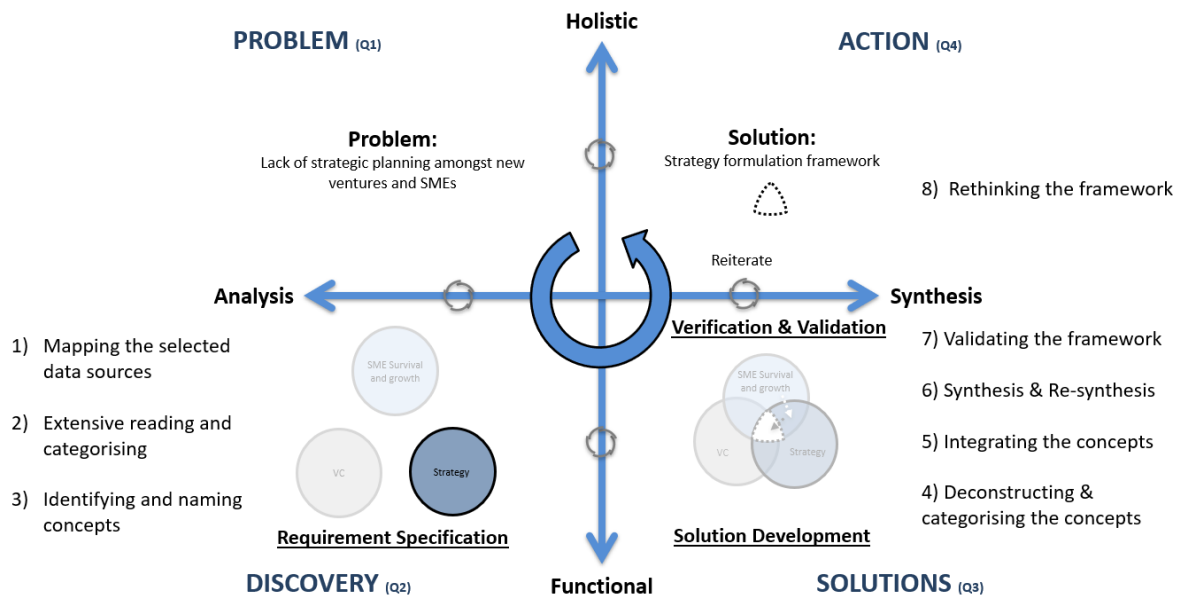 Holistic
PROBLEM (Q1)
ACTION (Q4)
Problem:
Lack of strategic planning amongst new
ventures and SMEs
Solution:
Strategy formulation framework
8) Rethinking the framework
Reiterate
Analysis
Synthesis
Verification & Validation
1) Mapping the selected
data sources
2) Extensive reading and
categorising
3) Identifying and naming
concepts
SME Survival
and growth
VC
Strategy
Requirement Specification
SME Survival
and growth
VC
Strategy
Solution Development
7) Validating the framework
6) Synthesis & Re-synthesis
5) Integrating the concepts
4) Deconstructing &
categorising the concepts
DISCOVERY (Q2)
Functional
SOLUTIONS (Q3)